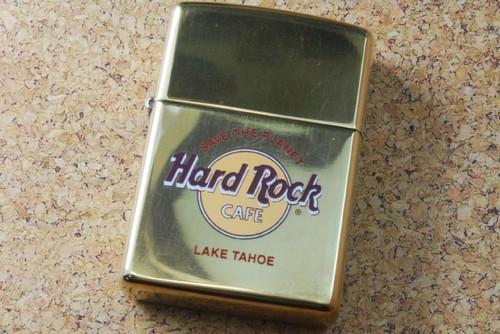 SAVE THE PLANET
Hard Rock
CAFE
®
LAKE TAHOE